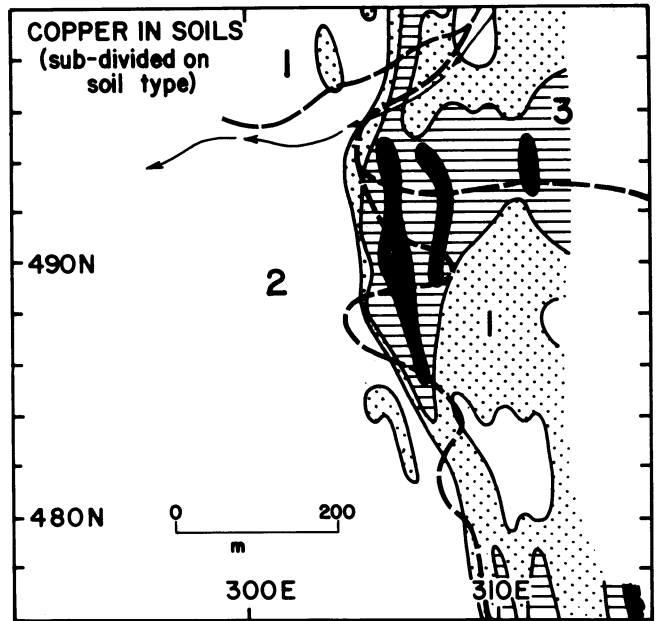 COPPER IN SOILS
(sub-divided on
soil type)
1
3
490N
2
1
480N
0 200
m
300E 310E